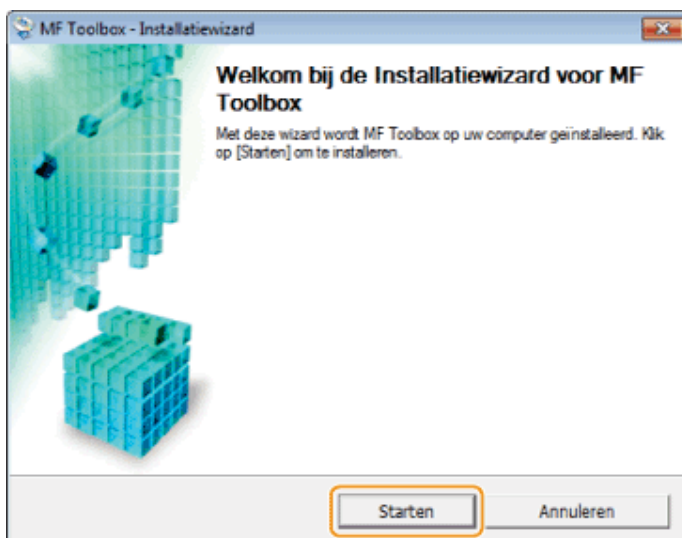 MF Toolbox - Installatiewizard
Welkom bij de Installatiewizard voor MF
Toolbox
Met deze wizard wordt MF Toolbox op uw computer geïnstalleerd. Klik
op [Starten] om te installeren.
Starten
Annuleren